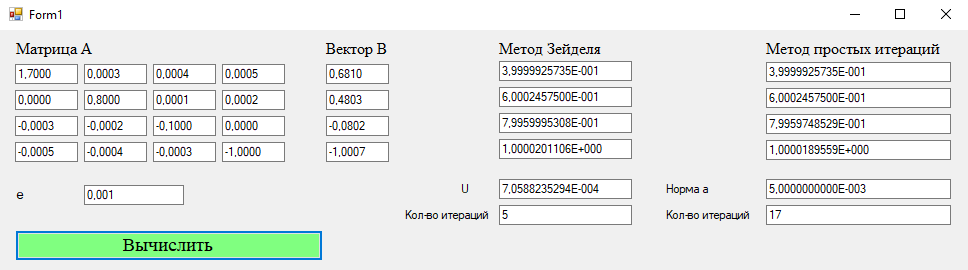 Form1
Матрица А Вектор В Метод Зейделя Метод простых итераций
1,7000 0,0003 0,0004 0,0005 0,6810 3,9999925735E-001 3,9999925735E-001
0,0000 0,8000 0,0001 0,0002 0,4803 6,0002457500E-001 6,0002457500E-001
-0,0003 -0,0002 -0,1000 0,0000 -0,0802 7,9959995308E-001 7,9959748529E-001
-0,0005 -0,0004 -0,0003 -1,0000 -1,0007 1,0000201106E+000 1,0000189559E+000
e 0,001 U 7,0588235294E-004 Норма a 5,0000000000E-003
Кол-во итераций 5 Кол-во итераций 17
Вычислить